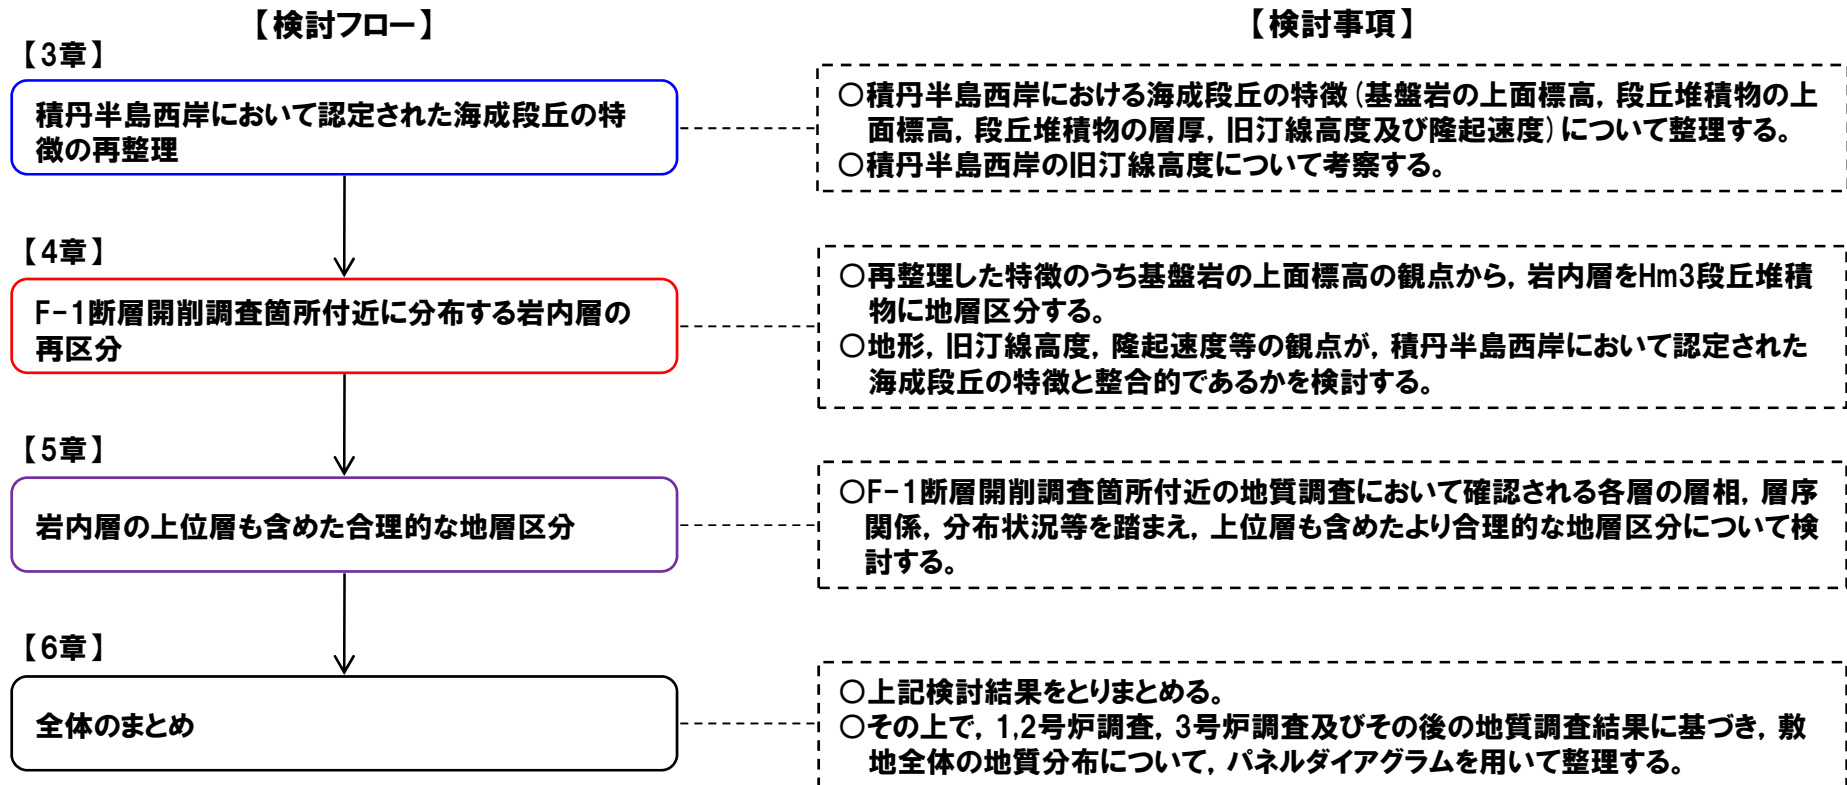 【検討フロー】
【検討事項】
【3章】
積丹半島西岸において認定された海成段丘の特
徴の再整理
○積丹半島西岸における海成段丘の特徴(基盤岩の上面標高,段丘堆積物の上
面標高,段丘堆積物の層厚,旧汀線高度及び隆起速度)について整理する。
○積丹半島西岸の旧汀線高度について考察する。
【4章】
F-1断層開削調査箇所付近に分布する岩内層の
再区分
○再整理した特徴のうち基盤岩の上面標高の観点から,岩内層をHm3段丘堆積
物に地層区分する。
○地形,旧汀線高度,隆起速度等の観点が,積丹半島西岸において認定された
海成段丘の特徴と整合的であるかを検討する。
【5章】
岩内層の上位層も含めた合理的な地層区分
○F-1断層開削調査箇所付近の地質調査において確認される各層の層相,層序
関係,分布状況等を踏まえ,上位層も含めたより合理的な地層区分について検
討する。
【6章】
全体のまとめ
○上記検討結果をとりまとめる。
○その上で,1,2号炉調査,3号炉調査及びその後の地質調査結果に基づき,敷
地全体の地質分布について,パネルダイアグラムを用いて整理する。